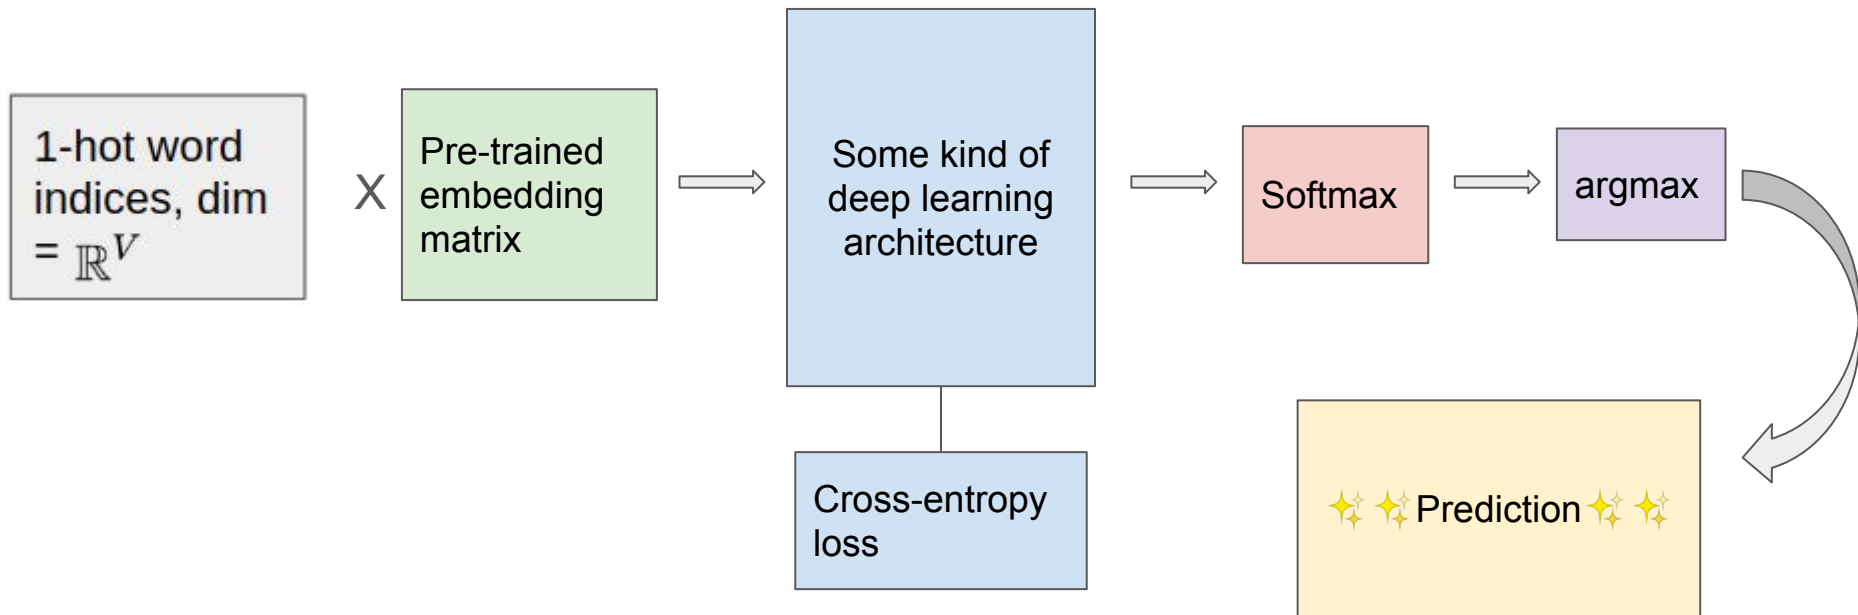 1-hot word
indices, dim
= ℝ^V
X
Pre-trained
embedding
matrix
Some kind of
deep learning
architecture
Softmax
argmax
Cross-entropy
loss
✨✨Prediction✨✨